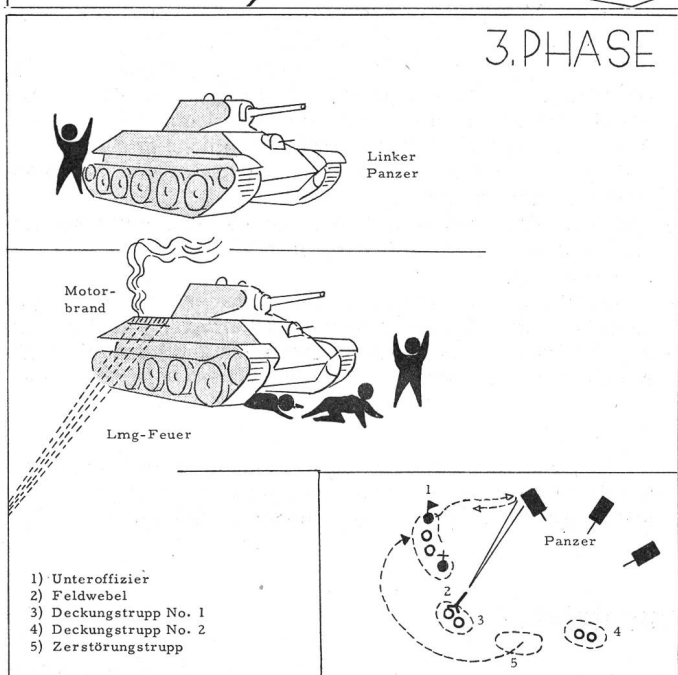 3. PHASE
Linker
Panzer
Motor-
brand
Lmg-Feuer
1) Unteroffizier
2) Feldwebel
3) Deckungstrupp No. 1
4) Deckungstrupp No. 2
5) Zerstörungstrupp
1
Panzer
2
3
4
5